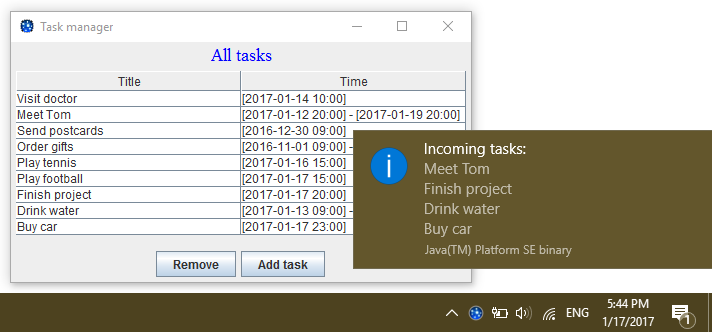 Task manager
All tasks
Title Time
Visit doctor [2017-01-14 10:00]
Meet Tom [2017-01-12 20:00] - [2017-01-19 20:00]
Send postcards [2016-12-30 09:00]
Order gifts [2016-11-01 09:00] -
Play tennis [2017-01-16 15:00]
Play football [2017-01-17 15:00]
Finish project [2017-01-17 20:00]
Drink water [2017-01-13 09:00] -
Buy car [2017-01-17 23:00]
Remove Add task
Incoming tasks:
Meet Tom
Finish project
Drink water
Buy car
Java(TM) Platform SE binary
ENG
5:44 PM
1/17/2017
1